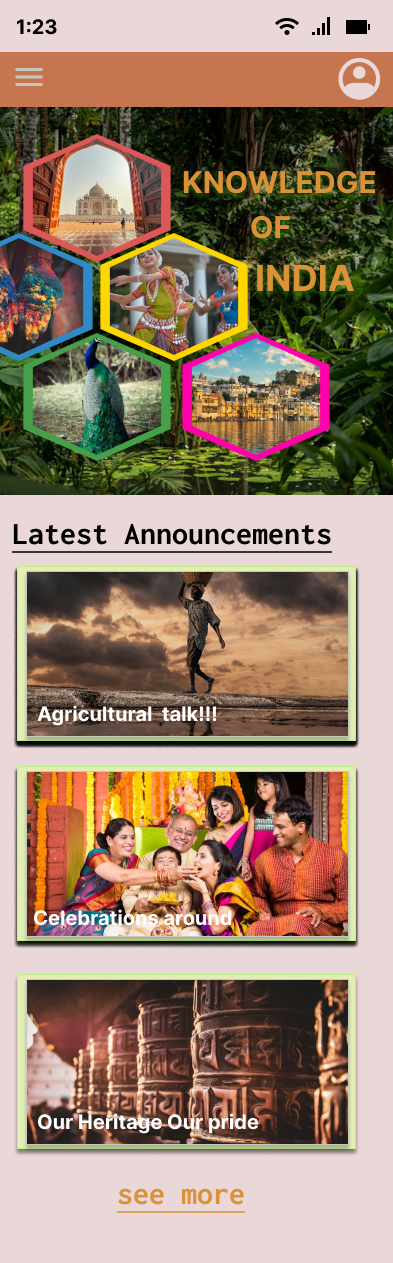 1:23
KNOWLEDGE
OF
INDIA
Latest Announcements
Agricultural talk!!!
Celebrations around
Our Heritage Our pride
see more